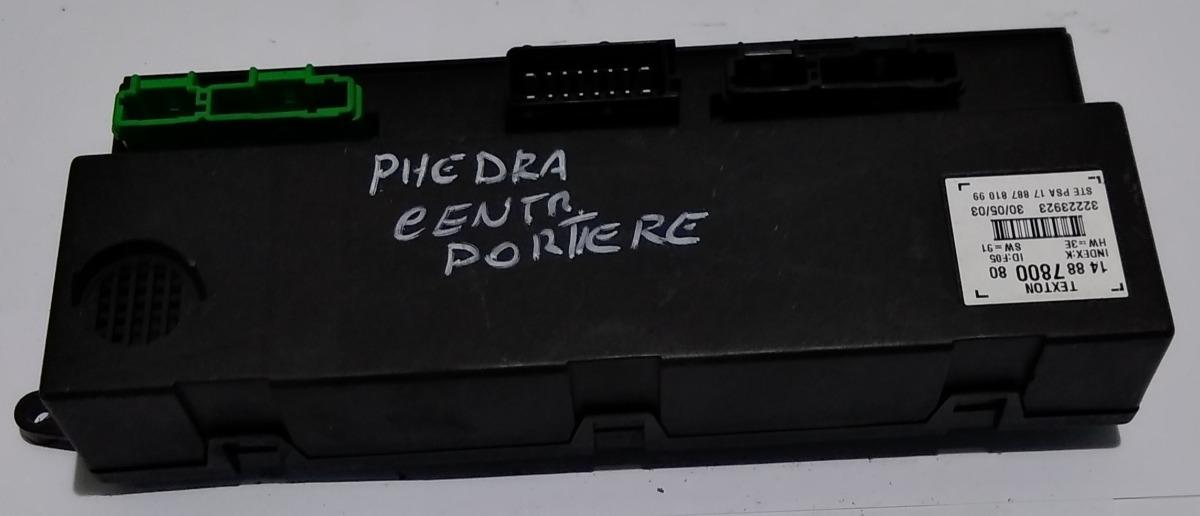 PHEDRA
CENTR.
PORTIERE
TEXTON
14 88 7800 80
INDEX:K ID:F05
HW=3E SW=91
32223923 30/05/03
STE PSA 17 887 810 99